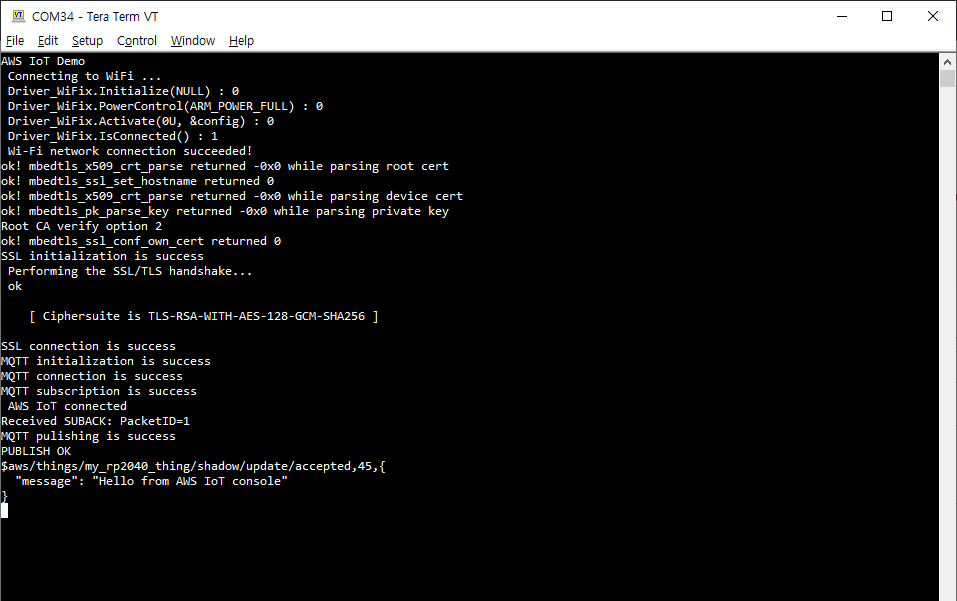 COM34 - Tera Term VT
File Edit Setup Control Window Help
AWS IoT Demo
Connecting to WiFi ...
Driver_WiFix.Initialize(NULL) : 0
Driver_WiFix.PowerControl(ARM_POWER_FULL) : 0
Driver_WiFix.Activate(0U, &config) : 0
Driver_WiFix.IsConnected() : 1
Wi-Fi network connection succeeded!
ok! mbedtls_x509_crt_parse returned -0x0 while parsing root cert
ok! mbedtls_ssl_set_hostname returned 0
ok! mbedtls_x509_crt_parse returned -0x0 while parsing device cert
ok! mbedtls_pk_parse_key returned -0x0 while parsing private key
Root CA verify option 2
ok! mbedtls_ssl_conf_own_cert returned 0
SSL initialization is success
Performing the SSL/TLS handshake...
ok
[ Ciphersuite is TLS-RSA-WITH-AES-128-GCM-SHA256 ]
SSL connection is success
MQTT initialization is success
MQTT connection is success
MQTT subscription is success
AWS IoT connected
Received SUBACK: PacketID=1
MQTT pulishing is success
PUBLISH OK
$aws/things/my_rp2040_thing/shadow/update/accepted,45,{
"message": "Hello from AWS IoT console"
}